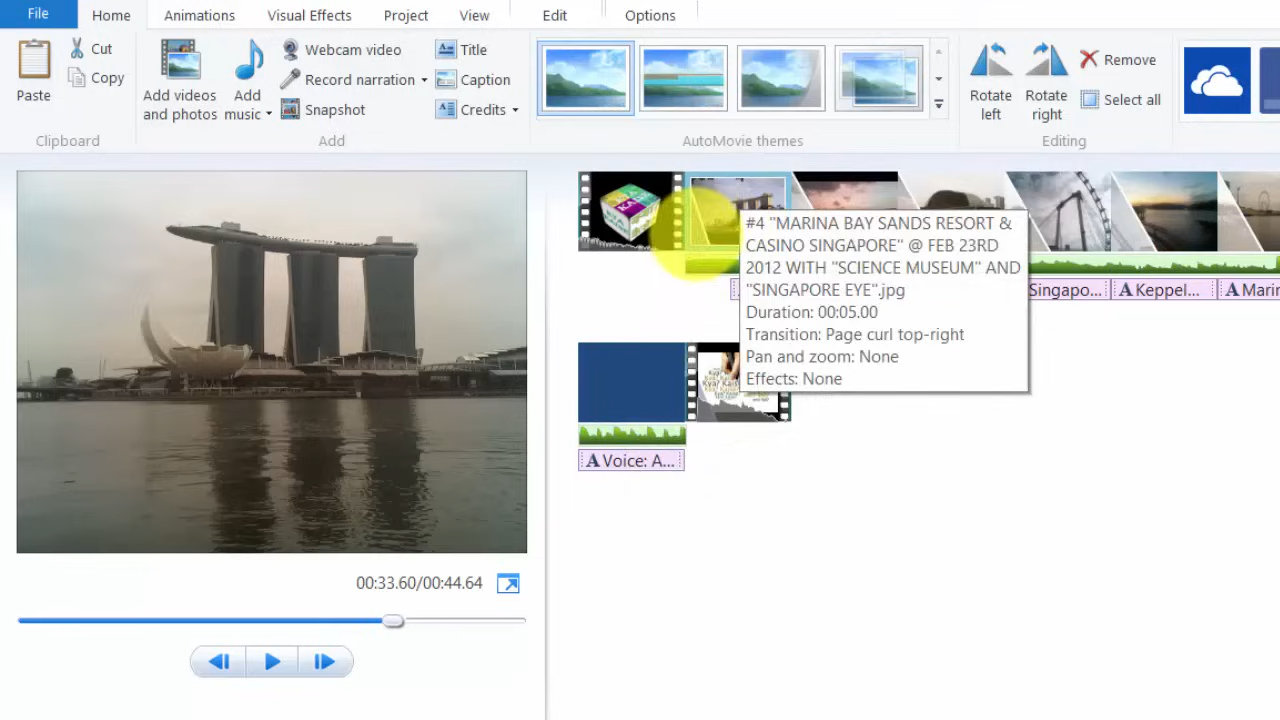 File Home Animations Visual Effects Project View Edit Options
Paste
Cut
Copy
Clipboard
Add videos
and photos
Add
music
Webcam video
Record narration
Snapshot
Title
Caption
Credits
Add
AutoMovie themes
Rotate
left
Rotate
right
Remove
Select all
Editing
#4 "MARINA BAY SANDS RESORT &
CASINO SINGAPORE" @ FEB 23RD
2012 WITH "SCIENCE MUSEUM" AND
"SINGAPORE EYE".jpg
Duration: 00:05.00
Transition: Page curl top-right
Pan and zoom: None
Effects: None
Singapo...
A Keppel...
A Marin
A Voice: A...
00:33.60/00:44.64